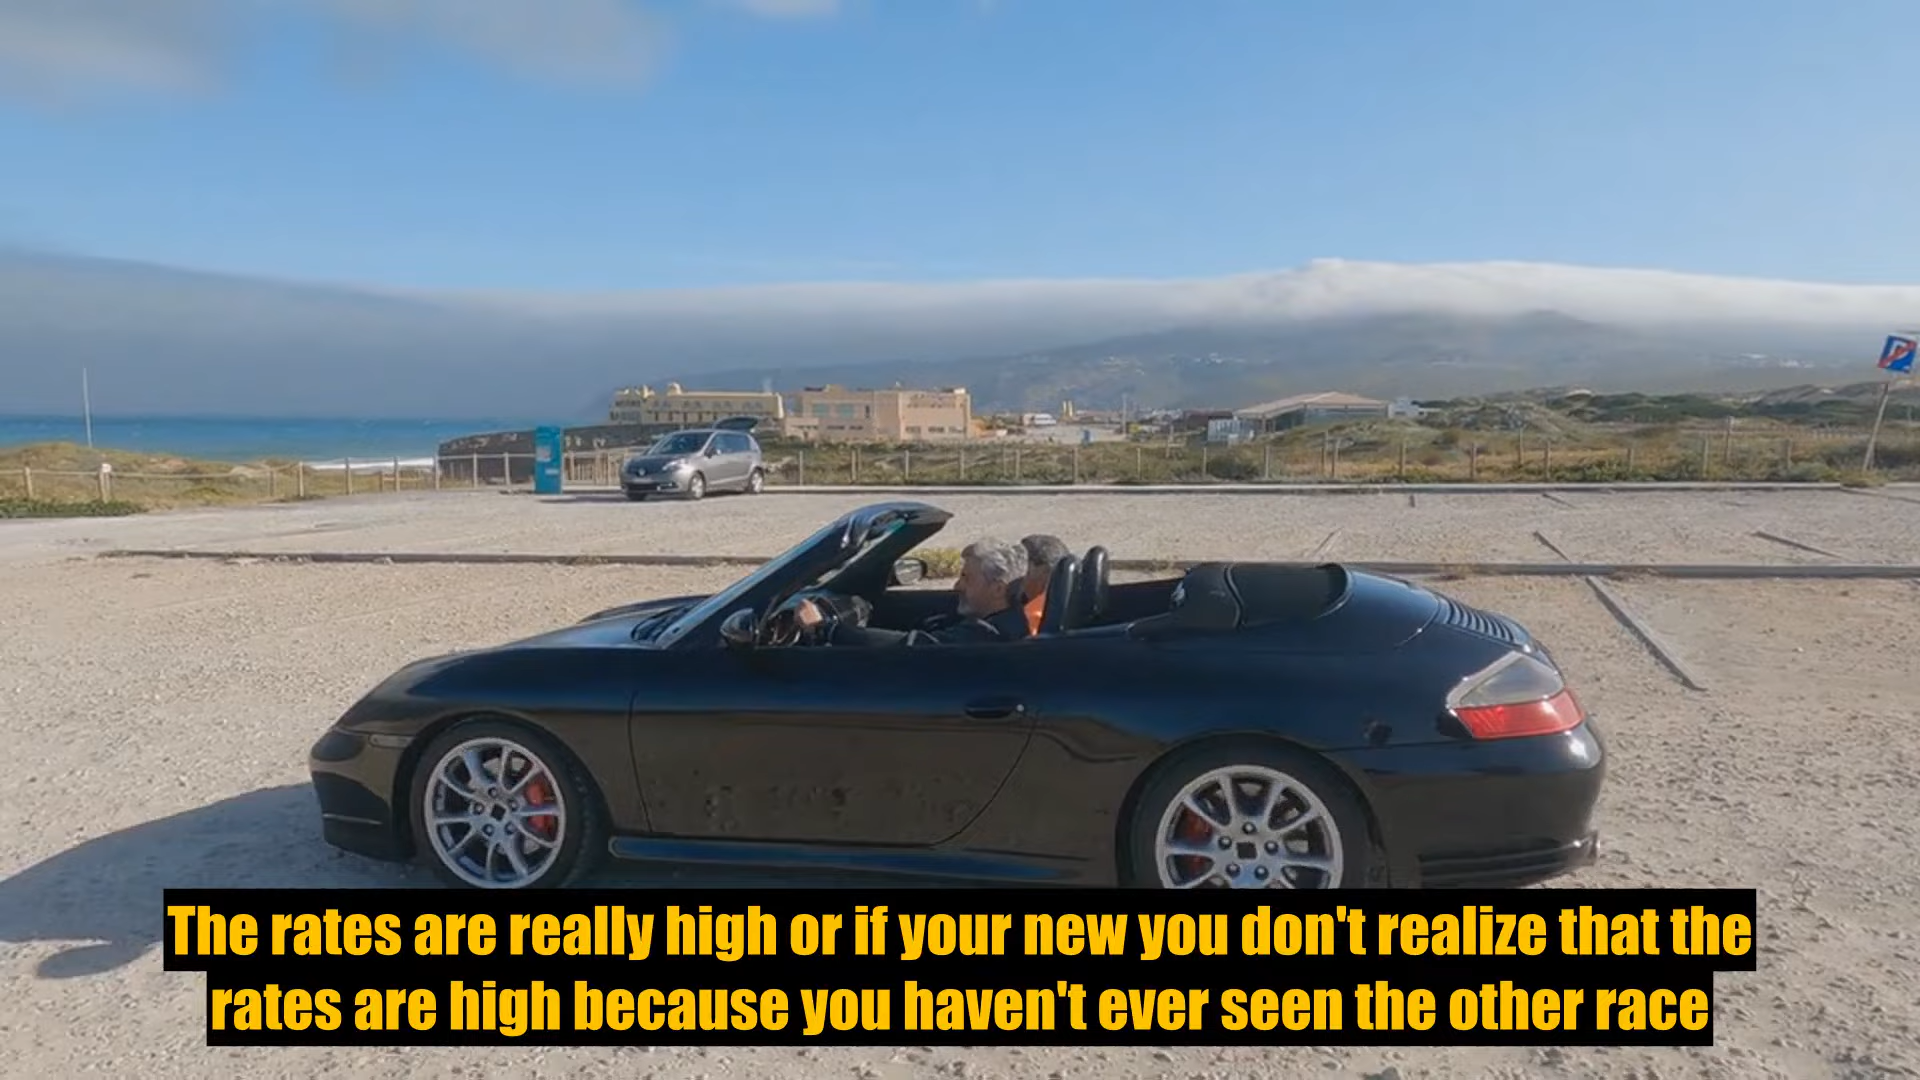 The rates are really high or if your new you don't realize that the
rates are high because you haven't ever seen the other race